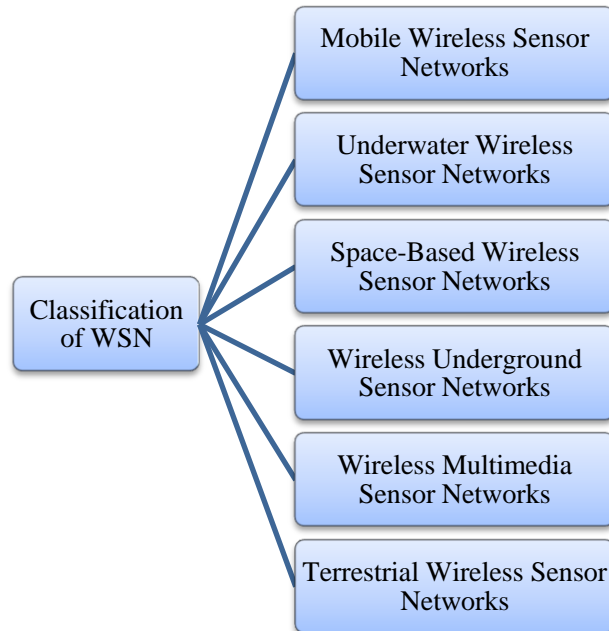 Mobile Wireless Sensor
Networks
Underwater Wireless
Sensor Networks
Space-Based Wireless
Sensor Networks
Classification
of WSN
Wireless Underground
Sensor Networks
Wireless Multimedia
Sensor Networks
Terrestrial Wireless Sensor
Networks